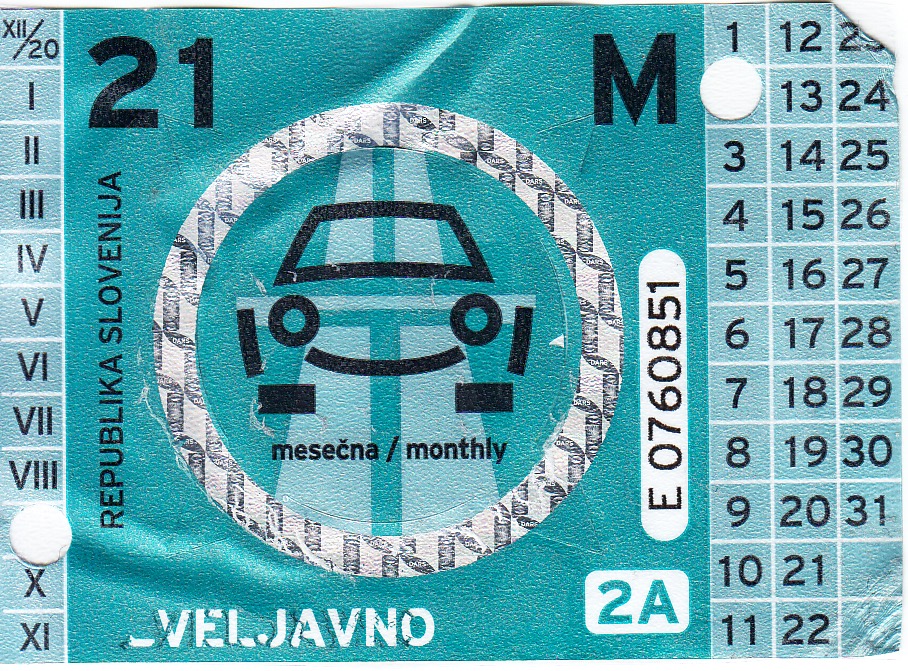 XII/20
I
II
III
IV
V
VI
VII
VIII
X
XI
21 M
REPUBLIKA SLOVENIJA
DARS
mesečna / monthly
E 0760851
2A
VELJAVNO
1 12 23
13 24
3 14 25
4 15 26
5 16 27
6 17 28
7 18 29
8 19 30
9 20 31
10 21
11 22